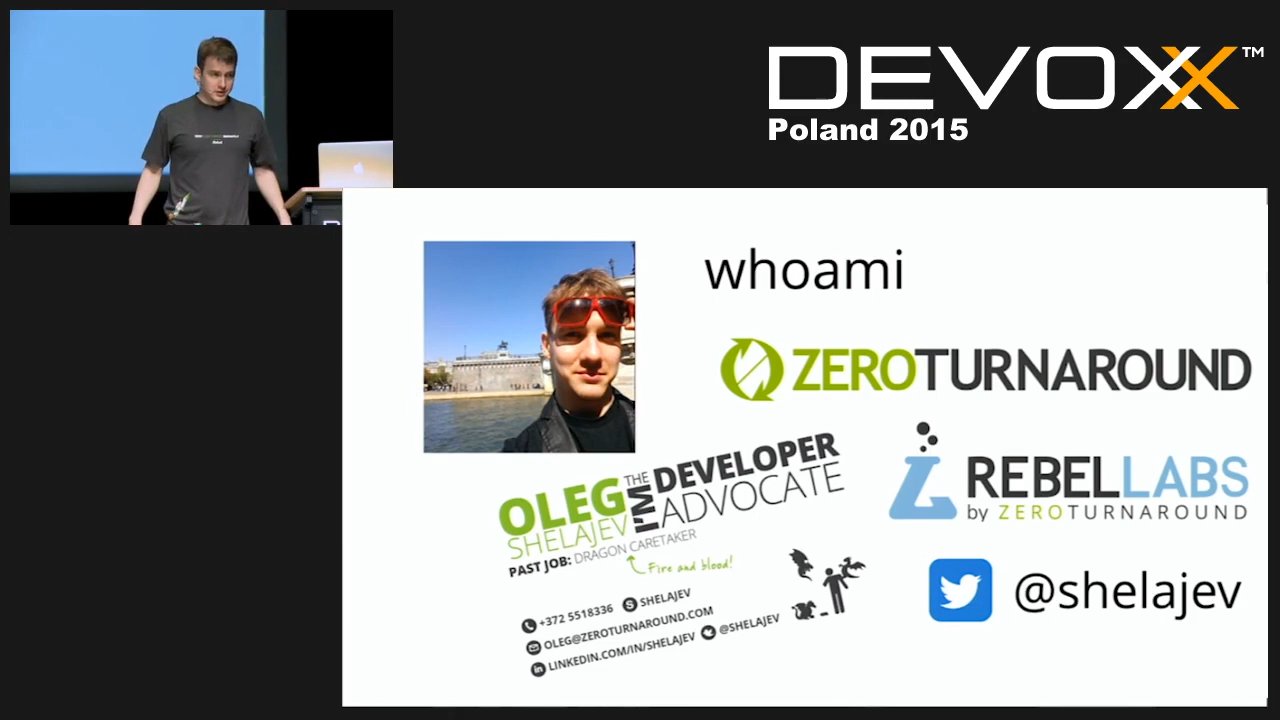 DEVOXX™
Poland 2015
whoami
ZEROTURNAROUND
OLEG SHELAJEV
I'M THE DEVELOPER ADVOCATE
PAST JOB: DRAGON CARETAKER
Fire and blood!
+372 5518336 SHELAJEV
OLEG@ZEROTURNAROUND.COM
LINKEDIN.COM/IN/SHELAJEV @SHELAJEV
REBELLABS
by ZEROTURNAROUND
@shelajev